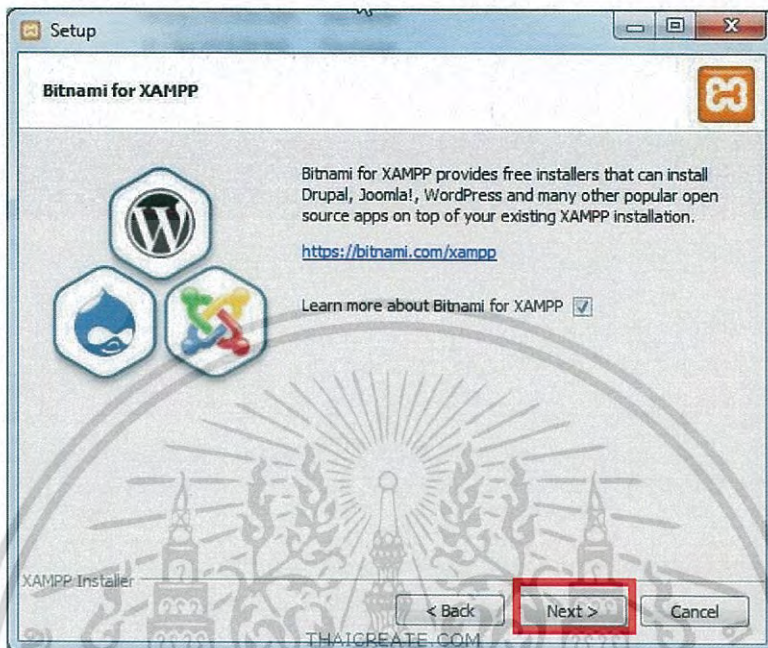 Setup
Bitnami for XAMPP
Bitnami for XAMPP provides free installers that can install
Drupal, Joomla!, WordPress and many other popular open
source apps on top of your existing XAMPP installation.
https://bitnami.com/xampp
Learn more about Bitnami for XAMPP
XAMPP Installer
< Back
Next >
Cancel
THAICREATE.COM